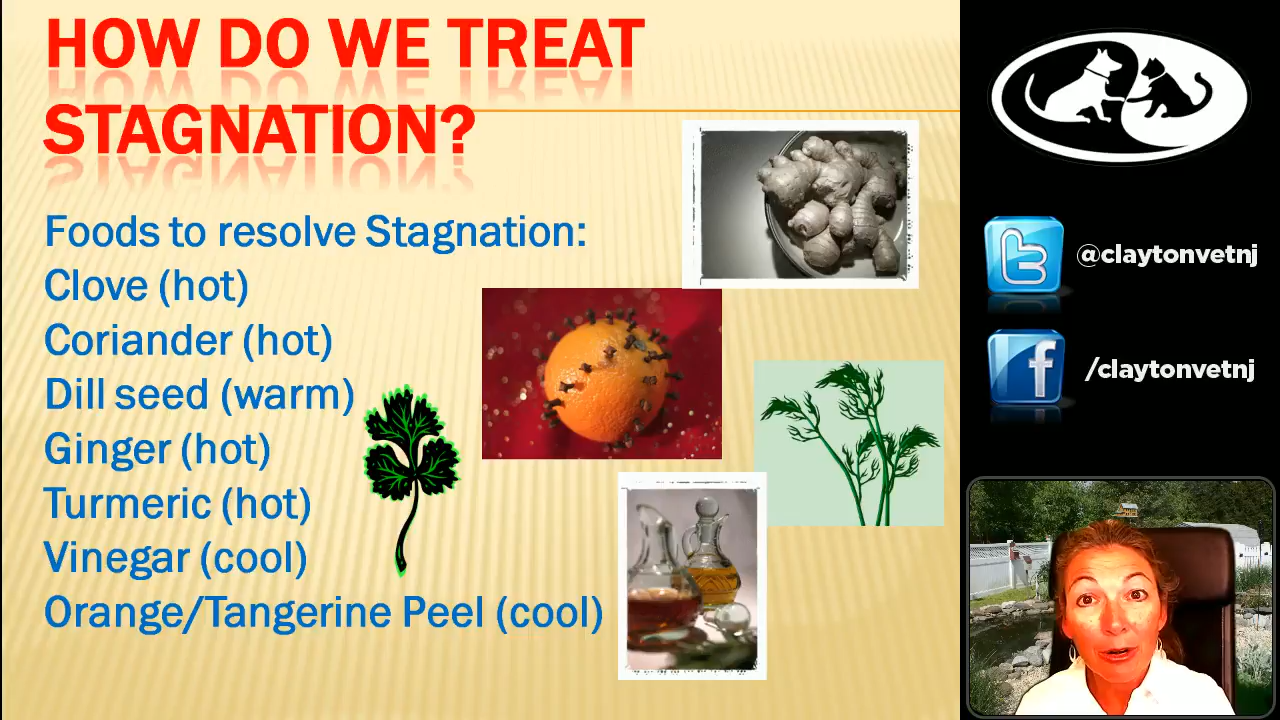 HOW DO WE TREAT
STAGNATION?
Foods to resolve Stagnation:
Clove (hot)
Coriander (hot)
Dill seed (warm)
Ginger (hot)
Turmeric (hot)
Vinegar (cool)
Orange/Tangerine Peel (cool)
@claytonvetnj
/claytonvetnj